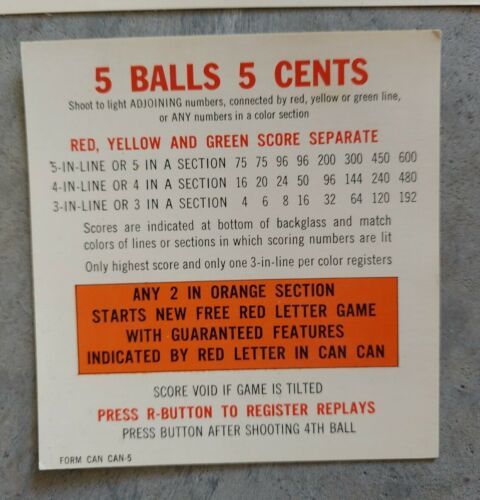 5 BALLS 5 CENTS
Shoot to light ADJOINING numbers, connected by red, yellow or green line,
or ANY numbers in a color section
RED, YELLOW AND GREEN SCORE SEPARATE
5-IN-LINE OR 5 IN A SECTION 75 75 96 96 200 300 450 600
4-IN-LINE OR 4 IN A SECTION 16 20 24 50 96 144 240 480
3-IN-LINE OR 3 IN A SECTION 4 6 8 16 32 64 120 192
Scores are indicated at bottom of backglass and match
colors of lines or sections in which scoring numbers are lit
Only highest score and only one 3-in-line per color registers
ANY 2 IN ORANGE SECTION
STARTS NEW FREE RED LETTER GAME
WITH GUARANTEED FEATURES
INDICATED BY RED LETTER IN CAN CAN
SCORE VOID IF GAME IS TILTED
PRESS R-BUTTON TO REGISTER REPLAYS
PRESS BUTTON AFTER SHOOTING 4TH BALL
FORM CAN CAN-5